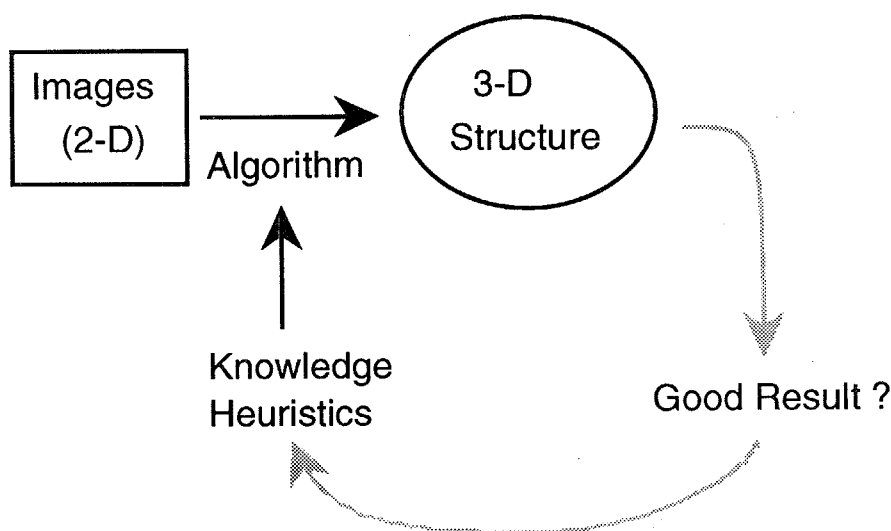 Images
(2-D)
Algorithm
3-D
Structure
Knowledge
Heuristics
Good Result ?